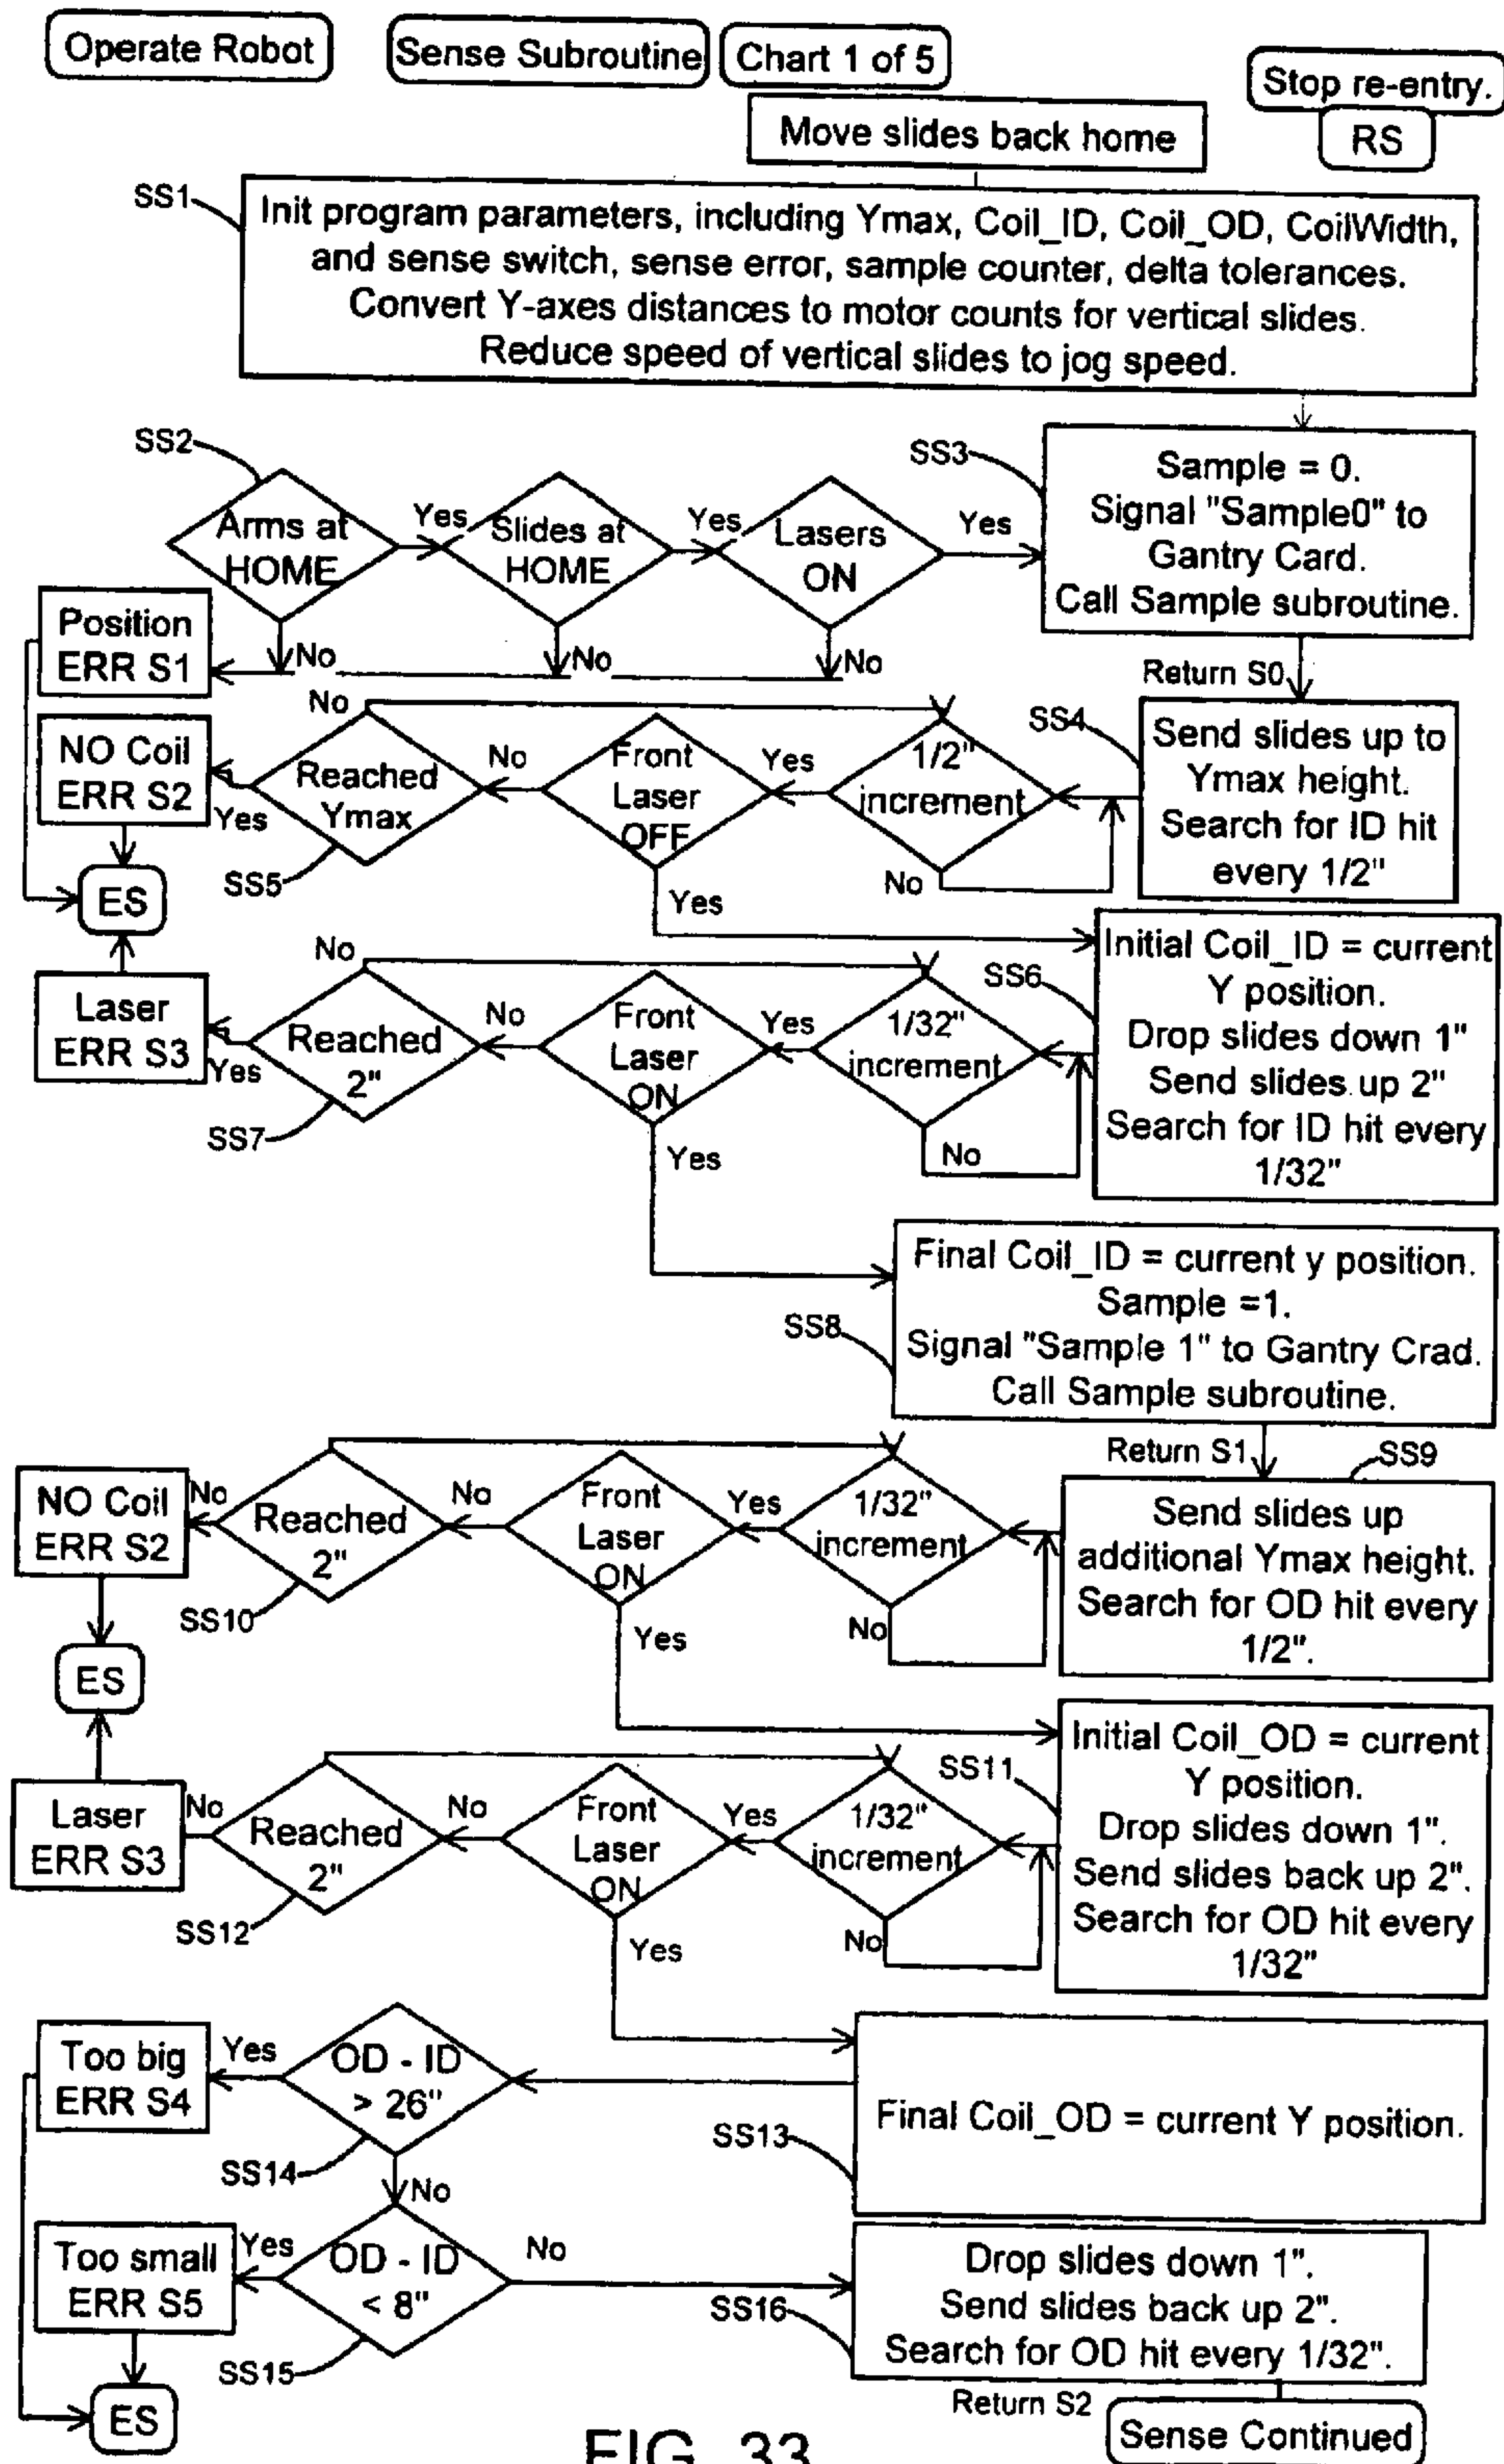 Operate Robot
Sense Subroutine
Chart 1 of 5
Stop re-entry.
RS
Move slides back home
SS1
Init program parameters, including Ymax, Coil_ID, Coil_OD, CoilWidth,
and sense switch, sense error, sample counter, delta tolerances.
Convert Y-axes distances to motor counts for vertical slides.
Reduce speed of vertical slides to jog speed.
SS2
Arms at
HOME
Yes
Slides at
HOME
Yes
Lasers
ON
Yes
SS3
Sample = 0.
Signal "Sample0" to
Gantry Card.
Call Sample subroutine.
Position
ERR S1
No
No
No
Return S0
NO Coil
ERR S2
Yes
No
Reached
Ymax
SS5
No
Front
Laser
OFF
Yes
Yes
1/2"
increment
No
SS4
Send slides up to
Ymax height.
Search for ID hit
every 1/2"
ES
Laser
ERR S3
Yes
No
Reached
2"
SS7
No
Front
Laser
ON
Yes
Yes
1/32"
increment
No
SS6
Initial Coil_ID = current
Y position.
Drop slides down 1"
Send slides up 2"
Search for ID hit every
1/32"
SS8
Final Coil_ID = current y position.
Sample =1.
Signal "Sample 1" to Gantry Crad.
Call Sample subroutine.
Return S1
SS9
NO Coil
ERR S2
No
Reached
2"
SS10
No
Front
Laser
ON
Yes
Yes
1/32"
increment
No
Send slides up
additional Ymax height.
Search for OD hit every
1/2".
ES
Laser
ERR S3
No
Reached
2"
SS12
No
Front
Laser
ON
Yes
Yes
1/32"
increment
No
SS11
Initial Coil_OD = current
Y position.
Drop slides down 1".
Send slides back up 2".
Search for OD hit every
1/32"
Too big
ERR S4
Yes
OD - ID
> 26"
SS14
No
SS13
Final Coil_OD = current Y position.
Too small
ERR S5
Yes
OD - ID
< 8"
SS15
No
SS16
Drop slides down 1".
Send slides back up 2".
Search for OD hit every 1/32".
ES
Return S2
Sense Continued
FIG. 33